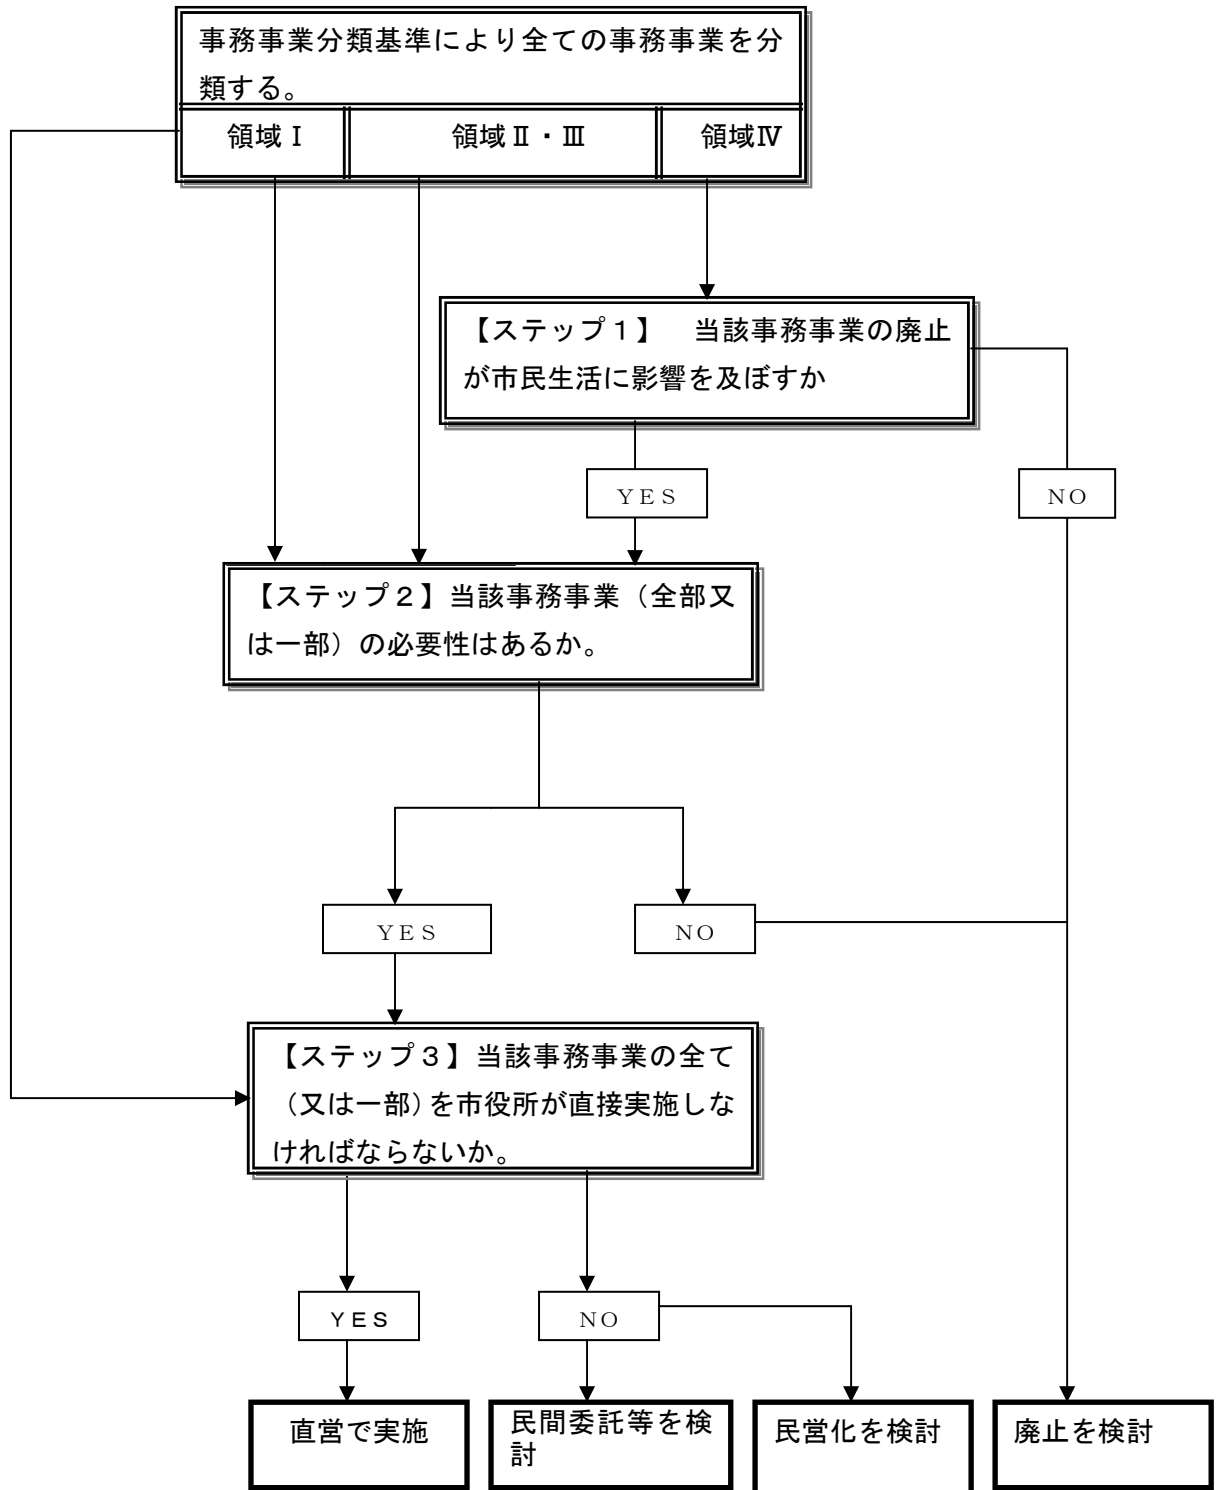 事務事業分類基準により全ての事務事業を分
類する。
領域Ⅰ
領域Ⅱ・Ⅲ
領域Ⅳ
【ステップ１】　当該事務事業の廃止
が市民生活に影響を及ぼすか
ＹＥＳ
ＮＯ
【ステップ２】当該事務事業（全部又
は一部）の必要性はあるか。
ＹＥＳ
ＮＯ
【ステップ３】当該事務事業の全て
（又は一部）を市役所が直接実施しな
ければならないか。
ＹＥＳ
ＮＯ
直営で実施
民間委託等を検
討
民営化を検討
廃止を検討